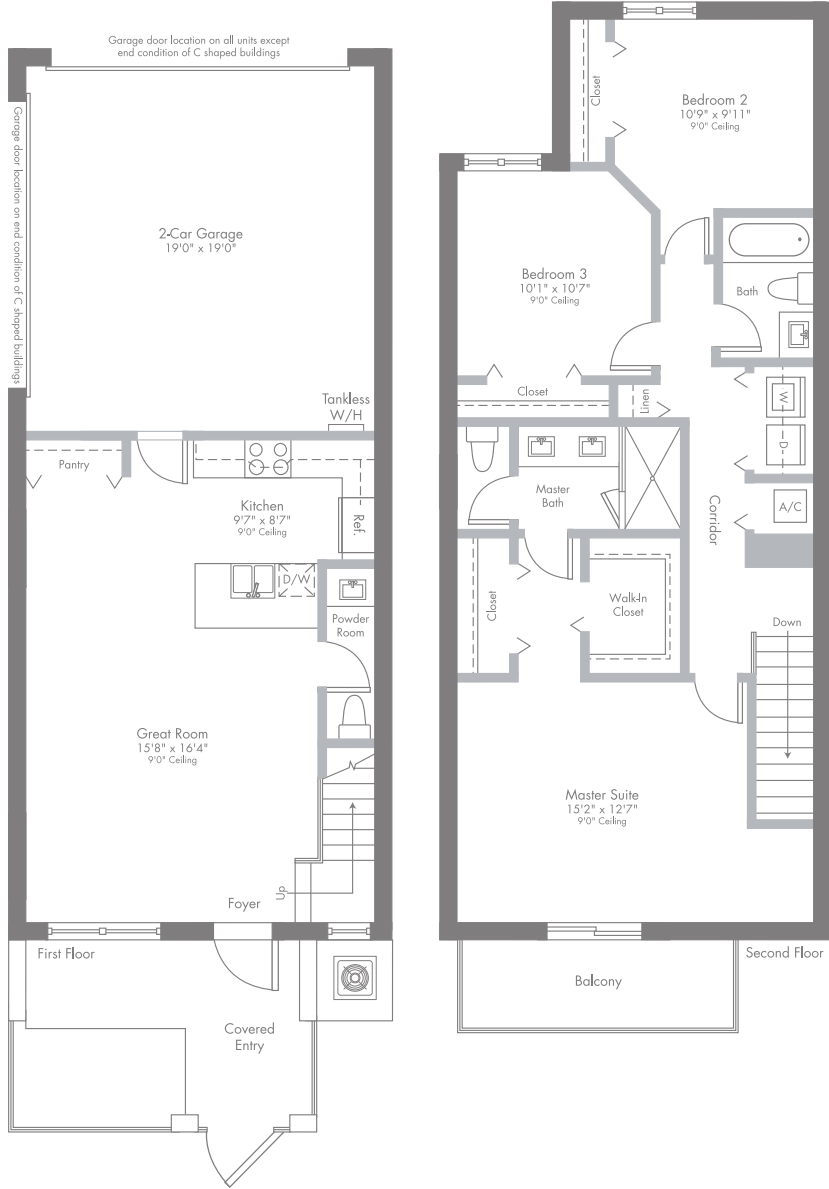 Garage door location on all units except
end condition of C shaped buildings
Garage door location on end condition of C shaped buildings
2-Car Garage
19'0" x 19'0"
Tankless
W/H
Pantry
Kitchen
9'7" x 8'7"
9'0" Ceiling
Ref.
D/W
Powder
Room
Great Room
15'8" x 16'4"
9'0" Ceiling
Up
Foyer
First Floor
Covered
Entry
Closet
Bedroom 2
10'9" x 9'11"
9'0" Ceiling
Bedroom 3
10'1" x 10'7"
9'0" Ceiling
Bath
Closet
Linen
W
D
Master
Bath
Corridor
A/C
Closet
Walk-In
Closet
Down
Master Suite
15'2" x 12'7"
9'0" Ceiling
Second Floor
Balcony